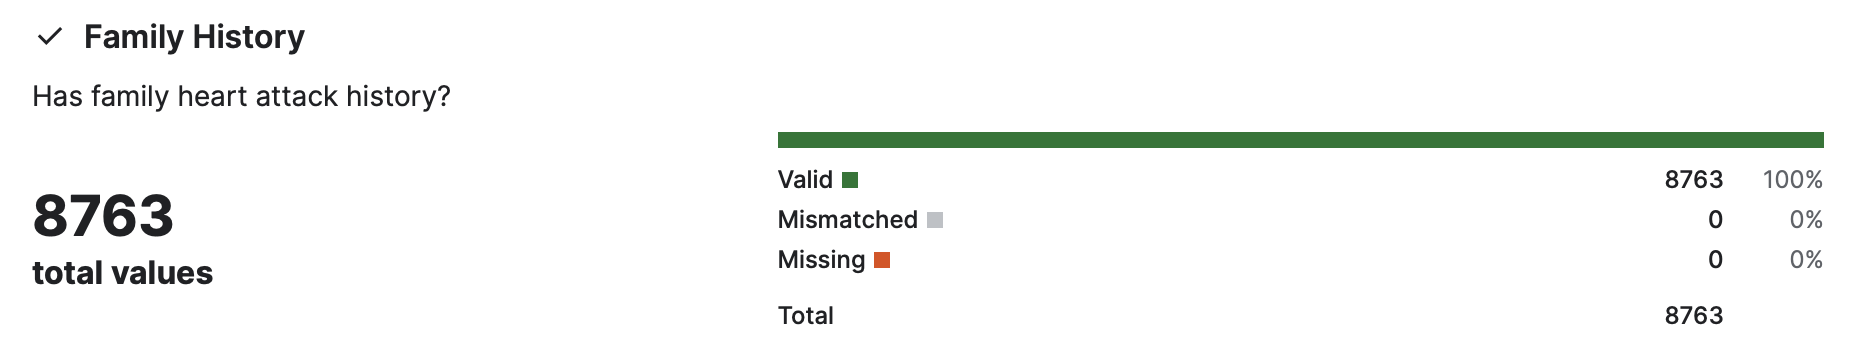 Family History
Has family heart attack history?
8763
total values
Valid 8763 100%
Mismatched 0 0%
Missing 0 0%
Total 8763